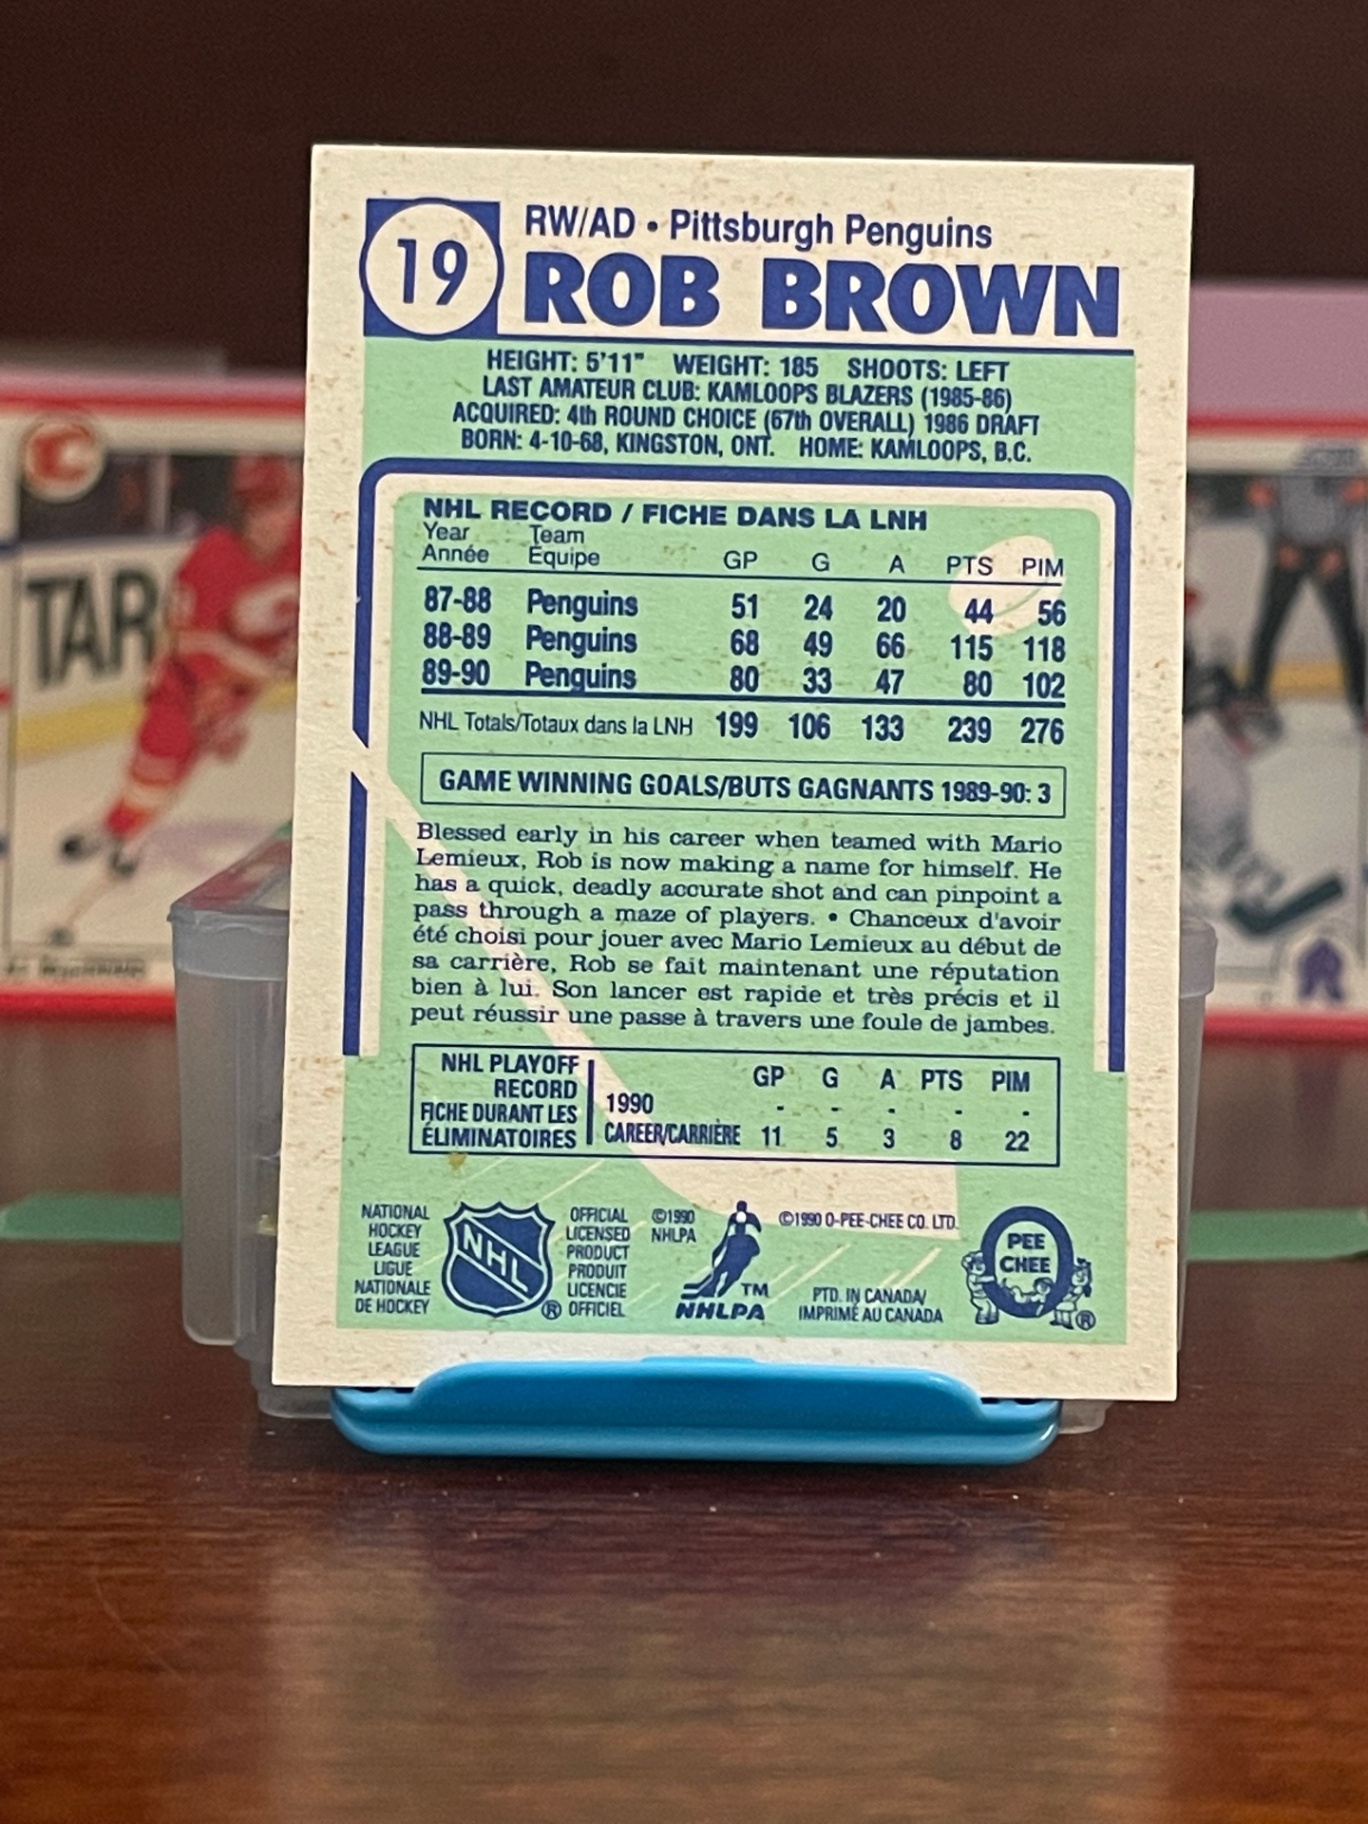 19
RW/AD • Pittsburgh Penguins
ROB BROWN
HEIGHT: 5'11" WEIGHT: 185 SHOOTS: LEFT
LAST AMATEUR CLUB: KAMLOOPS BLAZERS (1985-86)
ACQUIRED: 4th ROUND CHOICE (67th OVERALL) 1986 DRAFT
BORN: 4-10-68, KINGSTON, ONT. HOME: KAMLOOPS, B.C.
NHL RECORD / FICHE DANS LA LNH
Year Team
Année Équipe GP G A PTS PIM
87-88 Penguins 51 24 20 44 56
88-89 Penguins 68 49 66 115 118
89-90 Penguins 80 33 47 80 102
NHL Totals/Totaux dans la LNH 199 106 133 239 276
GAME WINNING GOALS/BUTS GAGNANTS 1989-90: 3
Blessed early in his career when teamed with Mario
Lemieux, Rob is now making a name for himself. He
has a quick, deadly accurate shot and can pinpoint a
pass through a maze of players. • Chanceux d'avoir
été choisi pour jouer avec Mario Lemieux au début de
sa carrière, Rob se fait maintenant une réputation
bien à lui. Son lancer est rapide et très précis et il
peut réussir une passe à travers une foule de jambes.
NHL PLAYOFF
RECORD
FICHE DURANT LES
ÉLIMINATOIRES
GP G A PTS PIM
1990 - - - - -
CAREER/CARRIÈRE 11 5 3 8 22
NATIONAL
HOCKEY
LEAGUE
LIGUE
NATIONALE
DE HOCKEY
NHL
®
OFFICIAL
LICENSED
PRODUCT
PRODUIT
LICENCIE
OFFICIEL
©1990
NHLPA
TM
NHLPA
©1990 O-PEE-CHEE CO. LTD.
PTD. IN CANADA/
IMPRIMÉ AU CANADA
O
PEE
CHEE
®
TAR